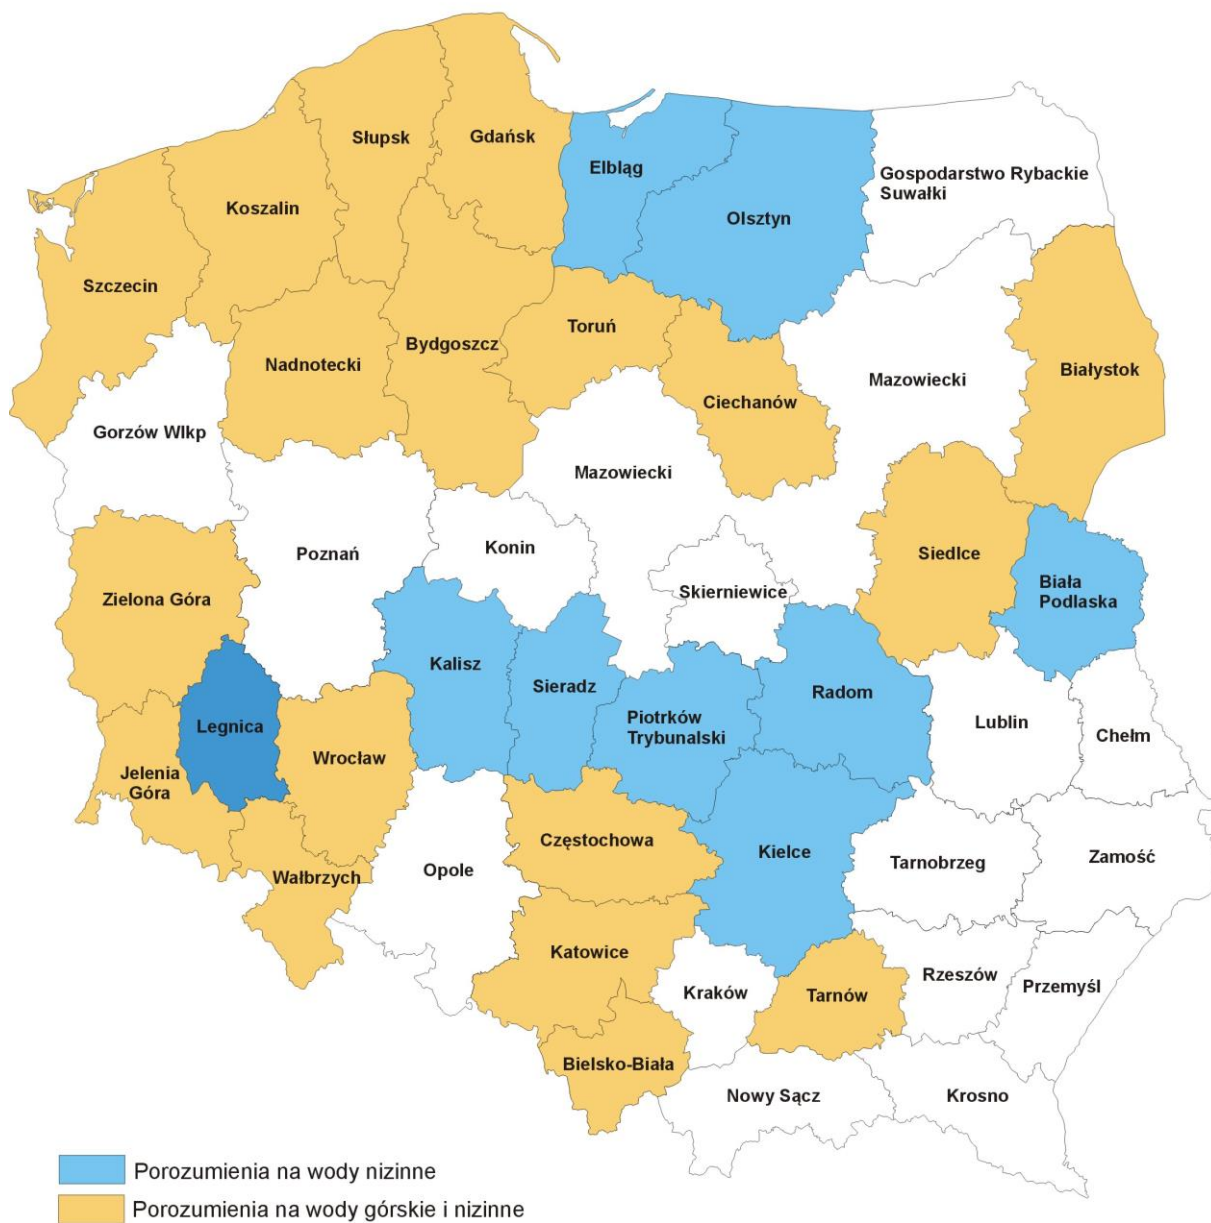 Słupsk
Gdańsk
Elbląg
Gospodarstwo Rybackie
Suwałki
Koszalin
Olsztyn
Szczecin
Toruń
Bydgoszcz
Nadnotecki
Białystok
Mazowiecki
Ciechanów
Gorzów Wlkp
Mazowiecki
Poznań
Konin
Siedlce
Skierniewice
Biała
Podlaska
Zielona Góra
Kalisz
Sieradz
Radom
Piotrków
Trybunalski
Legnica
Lublin
Chełm
Wrocław
Jelenia
Góra
Częstochowa
Kielce
Tarnobrzeg
Zamość
Opole
Wałbrzych
Katowice
Rzeszów
Przemyśl
Kraków
Tarnów
Bielsko-Biała
Nowy Sącz
Krosno
Porozumienia na wody nizinne
Porozumienia na wody górskie i nizinne